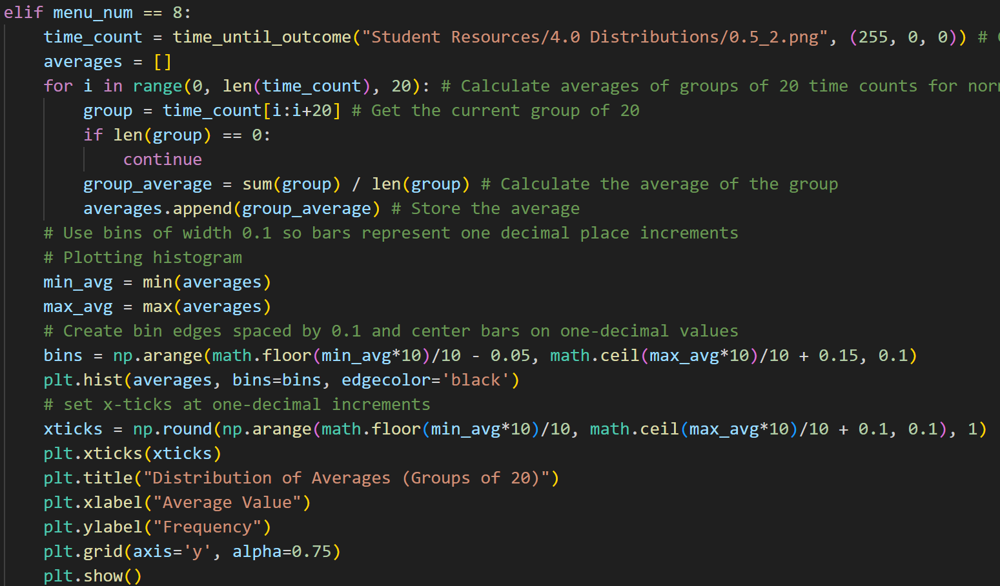 elif menu_num == 8:
    time_count = time_until_outcome("Student Resources/4.0 Distributions/0.5_2.png", (255, 0, 0)) #
    averages = []
    for i in range(0, len(time_count), 20): # Calculate averages of groups of 20 time counts for
        group = time_count[i:i+20] # Get the current group of 20
        if len(group) == 0:
            continue
        group_average = sum(group) / len(group) # Calculate the average of the group
        averages.append(group_average) # Store the average
    # Use bins of width 0.1 so bars represent one decimal place increments
    # Plotting histogram
    min_avg = min(averages)
    max_avg = max(averages)
    # Create bin edges spaced by 0.1 and center bars on one-decimal values
    bins = np.arange(math.floor(min_avg*10)/10 - 0.05, math.ceil(max_avg*10)/10 + 0.15, 0.1)
    plt.hist(averages, bins=bins, edgecolor='black')
    # set x-ticks at one-decimal increments
    xticks = np.round(np.arange(math.floor(min_avg*10)/10, math.ceil(max_avg*10)/10 + 0.1, 0.1), 1)
    plt.xticks(xticks)
    plt.title("Distribution of Averages (Groups of 20)")
    plt.xlabel("Average Value")
    plt.ylabel("Frequency")
    plt.grid(axis='y', alpha=0.75)
    plt.show()